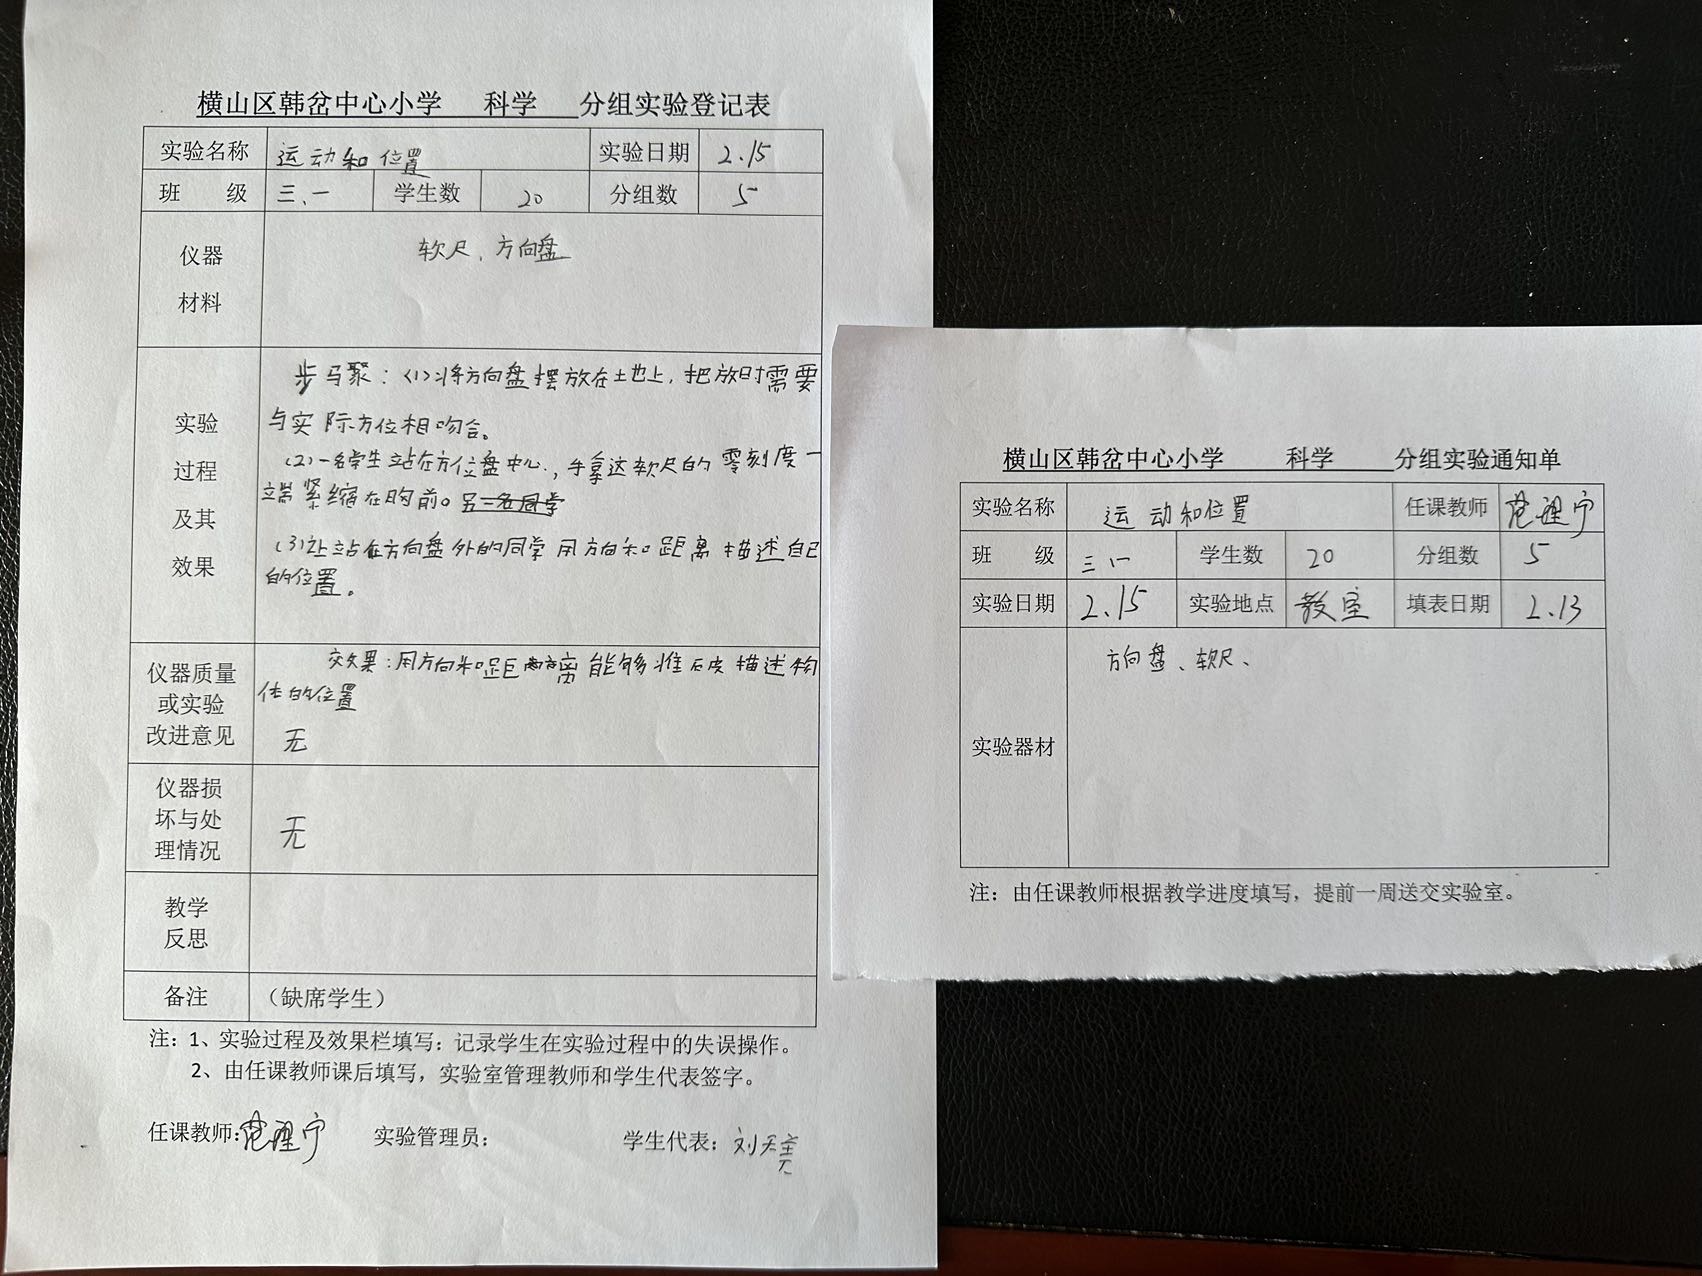 横山区韩岔中心小学 科学 分组实验登记表
实验名称 运动和位置 实验日期 2.15
班 级 三.一 学生数 20 分组数 5
仪器
材料
软尺、方向盘
实验
过程
及其
效果
步骤：(1)将方向盘摆放在土地上，把放时需要
与实际方位相吻合。
(2)一名学生站在方位盘中心，手拿这软尺的零刻度一
端紧缩在胸前。另一名同学
(3)让站在方向盘外的同学用方向和距离描述自己
的位置。
仪器质量
或实验
改进意见
效果：用方向和距离能够准确描述物
体的位置
无
仪器损
坏与处
理情况
无
教学
反思
备注 （缺席学生）
注：1、实验过程及效果栏填写：记录学生在实验过程中的失误操作。
2、由任课教师课后填写，实验室管理教师和学生代表签字。
任课教师： 实验管理员： 学生代表：刘天亮
横山区韩岔中心小学 科学 分组实验通知单
实验名称 运动和位置 任课教师
班 级 三.一 学生数 20 分组数 5
实验日期 2.15 实验地点 教室 填表日期 2.13
实验器材
方向盘、软尺、
注：由任课教师根据教学进度填写，提前一周送交实验室。